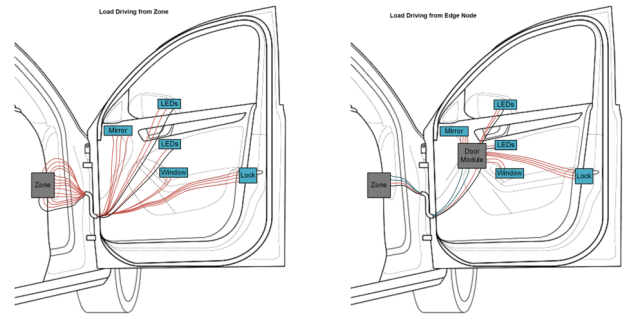 Load Driving from Zone
LEDs
Mirror
LEDs
Window
Zone
Lock
Load Driving from Edge Node
LEDs
Mirror
LEDs
Door
Module
Window
Zone
Lock